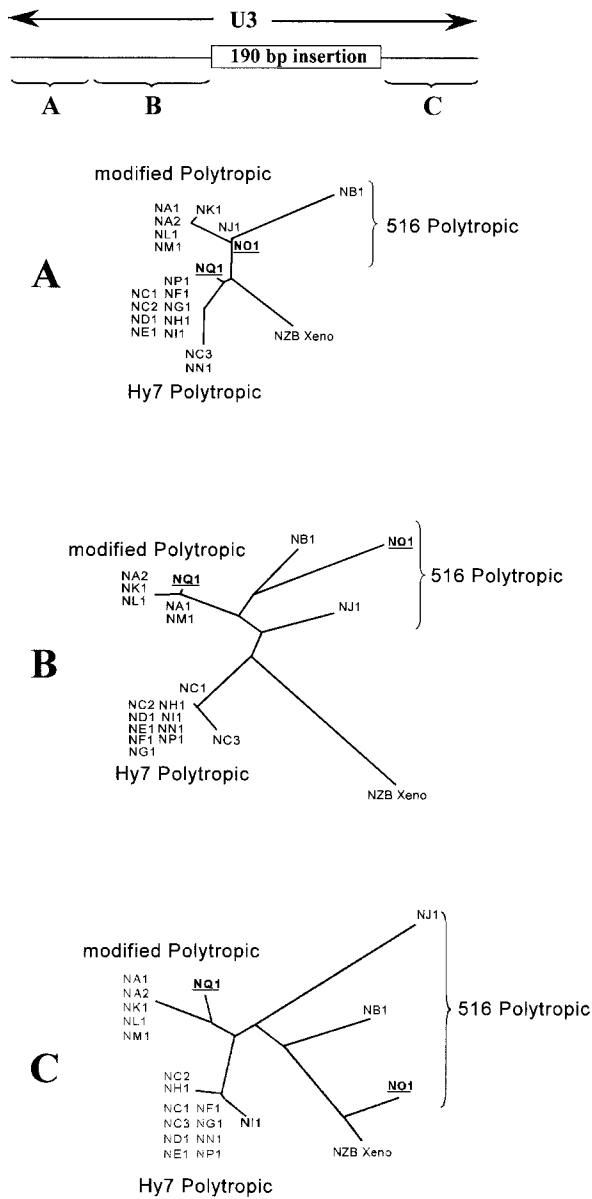 U3
190 bp insertion
A B C
modified Polytropic
NB1
NA1 NK1
NA2
NJ1
NL1
516 Polytropic
NM1
NO1
A
NQ1
NP1
NC1 NF1
NC2 NG1
ND1 NH1
NE1 NI1
NZB Xeno
NC3
NN1
Hy7 Polytropic
NB1
NO1
modified Polytropic
NA2
NQ1
516 Polytropic
NK1
NL1
NA1
NM1
NJ1
B
NC1
NC2 NH1
ND1 NI1
NE1 NN1
NF1 NP1
NG1
NC3
Hy7 Polytropic
NZB Xeno
NJ1
modified Polytropic
NA1
NQ1
NA2
NK1
NL1
NM1
NB1
516 Polytropic
C
NC2
NH1
NO1
NC1 NF1
NC3 NG1
ND1 NN1
NE1 NP1
NI1
NZB Xeno
Hy7 Polytropic